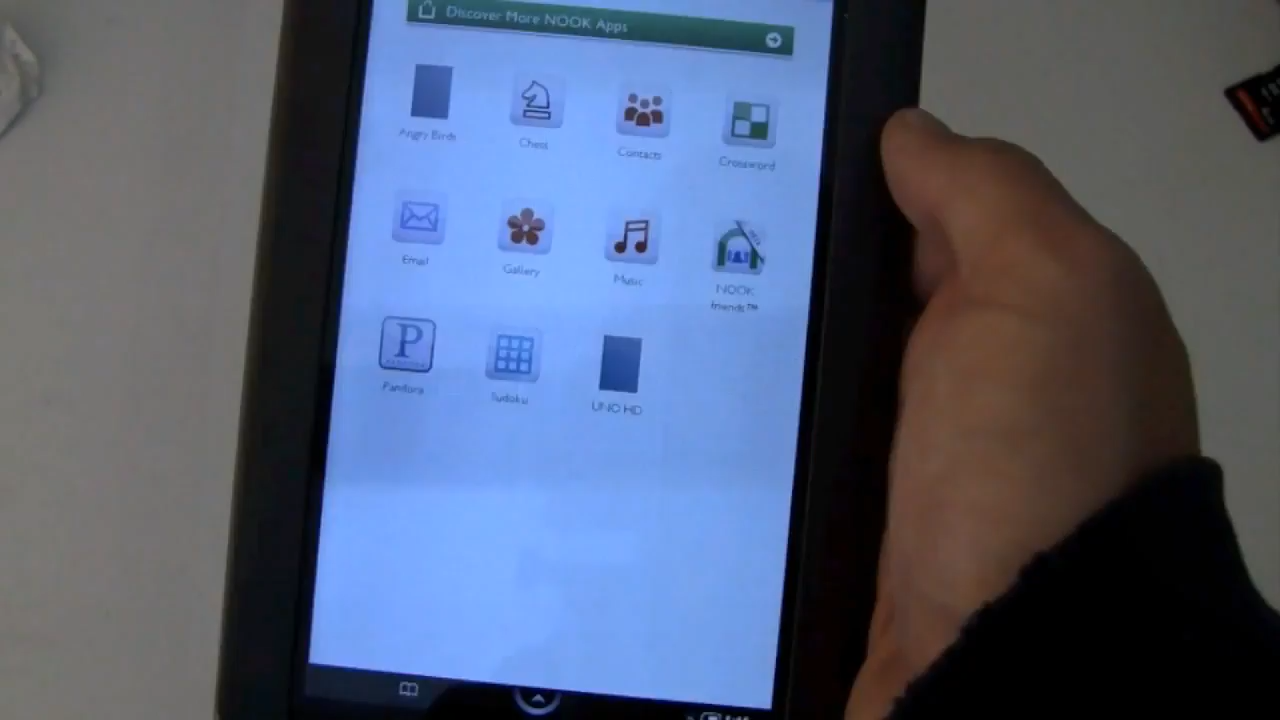 Discover More NOOK Apps
Angry Birds
Chess
Contacts
Crossword
Email
Gallery
Music
NOOK
friends™
P
Pandora
Sudoku
UNO HD